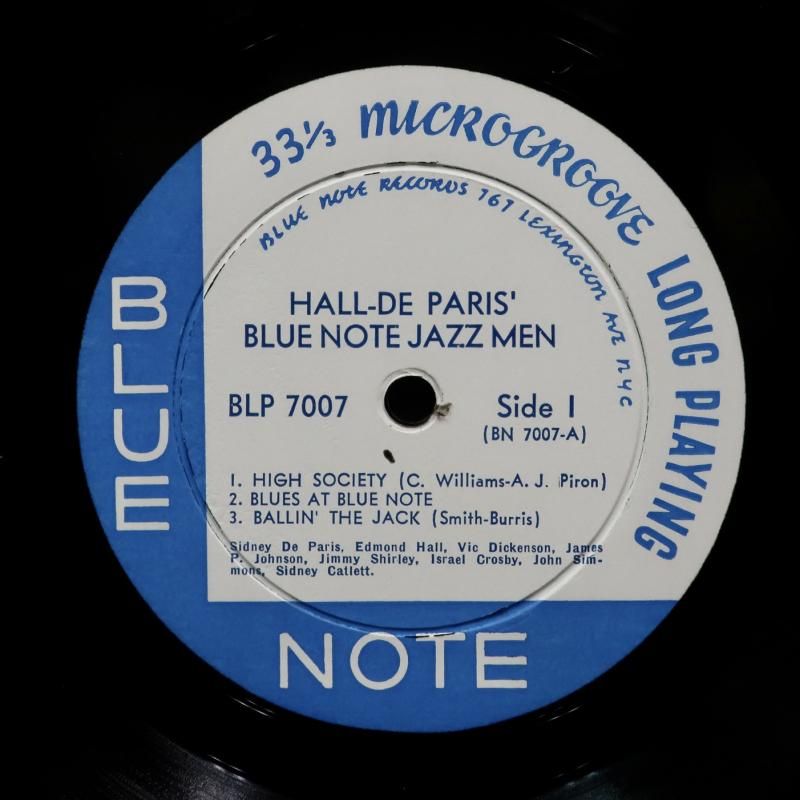 33⅓ MICROGROOVE LONG PLAYING
BLUE NOTE RECORDS 767 LEXINGTON AVE NYC
HALL-DE PARIS'
BLUE NOTE JAZZ MEN
BLP 7007
Side 1
(BN 7007-A)
1. HIGH SOCIETY (C. Williams-A. J. Piron)
2. BLUES AT BLUE NOTE
3. BALLIN' THE JACK (Smith-Burris)
Sidney De Paris, Edmond Hall, Vic Dickenson, James
P. Johnson, Jimmy Shirley, Israel Crosby, John Sim-
mons, Sidney Catlett.
BLUE
NOTE